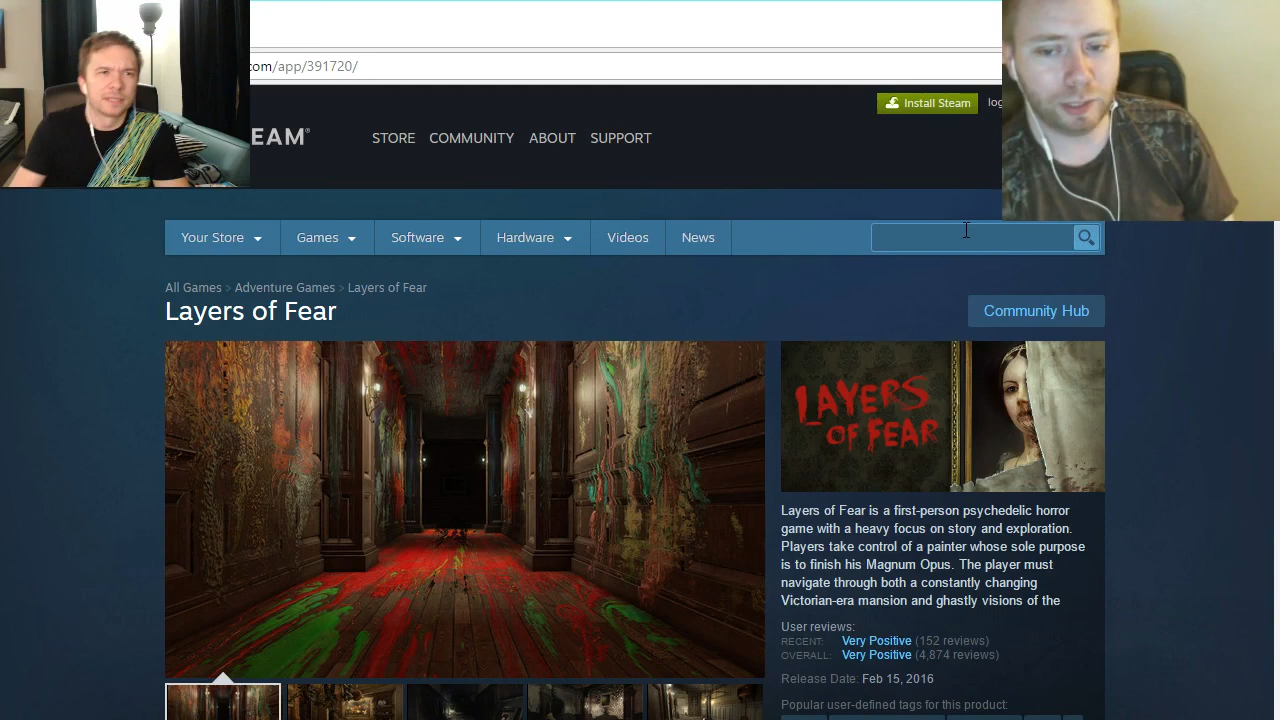 com/app/391720/
Install Steam
log
EAM®
STORE COMMUNITY ABOUT SUPPORT
Your Store Games Software Hardware Videos News
All Games > Adventure Games > Layers of Fear
Layers of Fear
Community Hub
LAYERS
OF FEAR
Layers of Fear is a first-person psychedelic horror
game with a heavy focus on story and exploration.
Players take control of a painter whose sole purpose
is to finish his Magnum Opus. The player must
navigate through both a constantly changing
Victorian-era mansion and ghastly visions of the
User reviews:
RECENT: Very Positive (152 reviews)
OVERALL: Very Positive (4,874 reviews)
Release Date: Feb 15, 2016
Popular user-defined tags for this product: